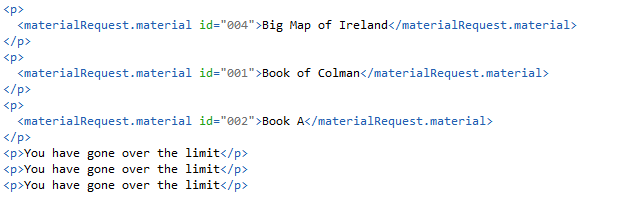 <p>
<materialRequest.material id="004">Big Map of Ireland</materialRequest.material>
</p>
<p>
<materialRequest.material id="001">Book of Colman</materialRequest.material>
</p>
<p>
<materialRequest.material id="002">Book A</materialRequest.material>
</p>
<p>You have gone over the limit</p>
<p>You have gone over the limit</p>
<p>You have gone over the limit</p>